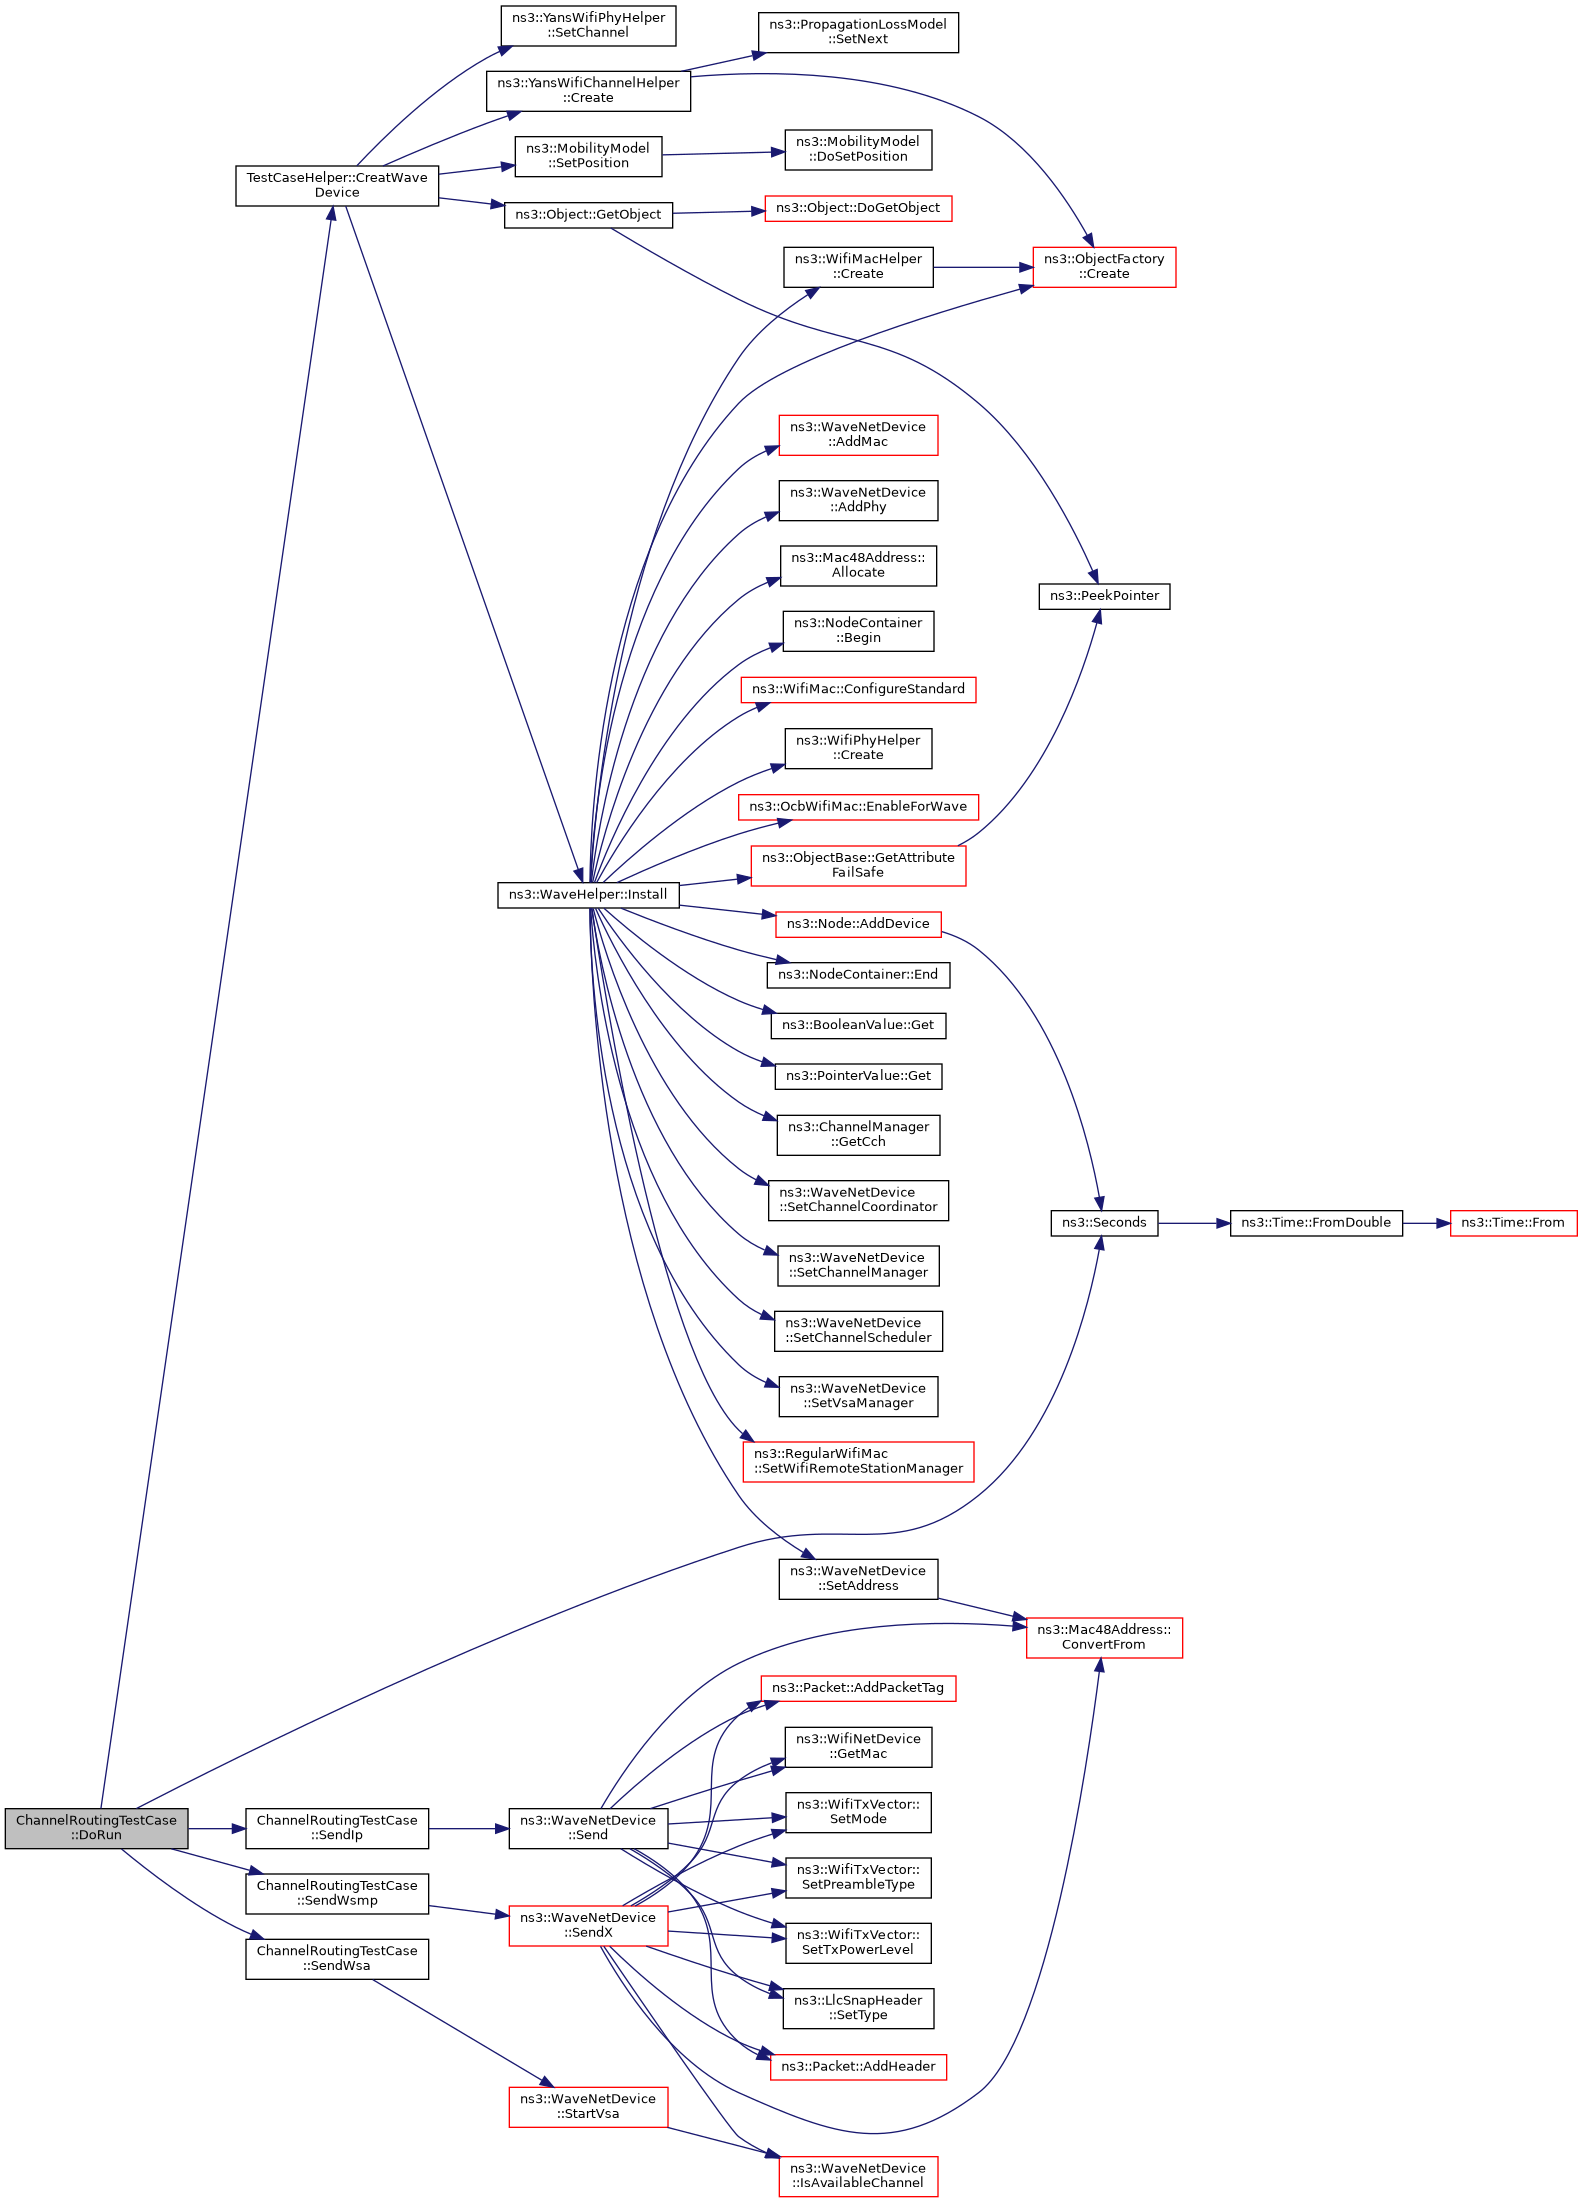 ns3::YansWifiPhyHelper
::SetChannel
ns3::PropagationLossModel
::SetNext
ns3::YansWifiChannelHelper
::Create
ns3::MobilityModel
::SetPosition
ns3::MobilityModel
::DoSetPosition
TestCaseHelper::CreatWave
Device
ns3::Object::GetObject
ns3::Object::DoGetObject
ns3::WifiMacHelper
::Create
ns3::ObjectFactory
::Create
ns3::WaveNetDevice
::AddMac
ns3::WaveNetDevice
::AddPhy
ns3::Mac48Address::
Allocate
ns3::PeekPointer
ns3::NodeContainer
::Begin
ns3::WifiMac::ConfigureStandard
ns3::WifiPhyHelper
::Create
ns3::OcbWifiMac::EnableForWave
ns3::ObjectBase::GetAttribute
FailSafe
ns3::WaveHelper::Install
ns3::Node::AddDevice
ns3::NodeContainer::End
ns3::BooleanValue::Get
ns3::PointerValue::Get
ns3::ChannelManager
::GetCch
ns3::WaveNetDevice
::SetChannelCoordinator
ns3::Seconds
ns3::Time::FromDouble
ns3::Time::From
ns3::WaveNetDevice
::SetChannelManager
ns3::WaveNetDevice
::SetChannelScheduler
ns3::WaveNetDevice
::SetVsaManager
ns3::RegularWifiMac
::SetWifiRemoteStationManager
ns3::WaveNetDevice
::SetAddress
ns3::Mac48Address::
ConvertFrom
ns3::Packet::AddPacketTag
ns3::WifiNetDevice
::GetMac
ChannelRoutingTestCase
::DoRun
ChannelRoutingTestCase
::SendIp
ns3::WaveNetDevice
::Send
ns3::WifiTxVector::
SetMode
ns3::WifiTxVector::
SetPreambleType
ChannelRoutingTestCase
::SendWsmp
ns3::WaveNetDevice
::SendX
ns3::WifiTxVector::
SetTxPowerLevel
ChannelRoutingTestCase
::SendWsa
ns3::LlcSnapHeader
::SetType
ns3::Packet::AddHeader
ns3::WaveNetDevice
::StartVsa
ns3::WaveNetDevice
::IsAvailableChannel